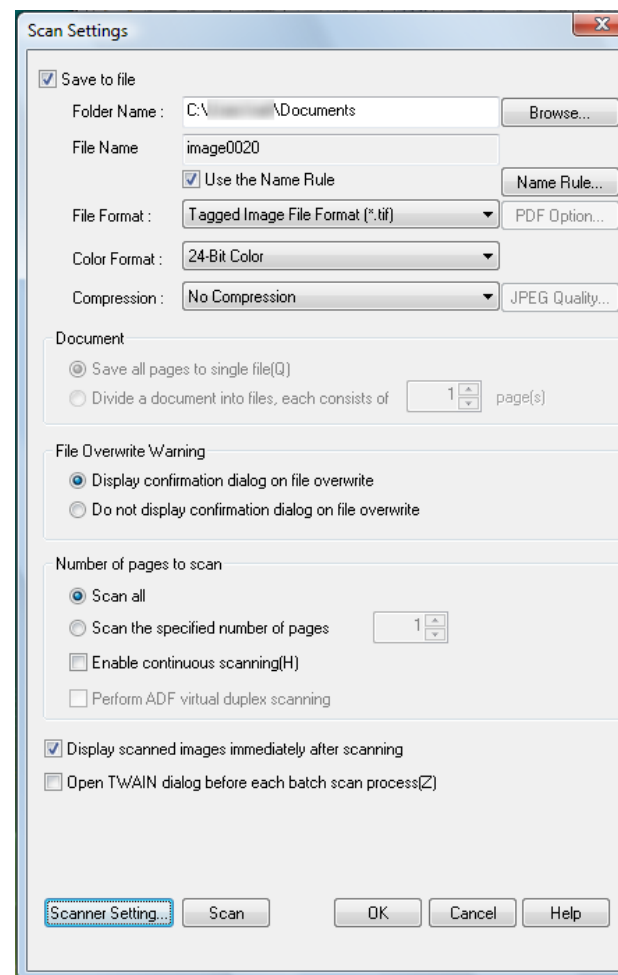 Scan Settings
Save to file
Folder Name : C:\ \Documents Browse...
File Name image0020
Use the Name Rule Name Rule...
File Format : Tagged Image File Format (*.tif) PDF Option...
Color Format : 24-Bit Color
Compression : No Compression JPEG Quality...
Document
Save all pages to single file(Q)
Divide a document into files, each consists of 1 page(s)
File Overwrite Warning
Display confirmation dialog on file overwrite
Do not display confirmation dialog on file overwrite
Number of pages to scan
Scan all
Scan the specified number of pages 1
Enable continuous scanning(H)
Perform ADF virtual duplex scanning
Display scanned images immediately after scanning
Open TWAIN dialog before each batch scan process(Z)
Scanner Setting... Scan OK Cancel Help